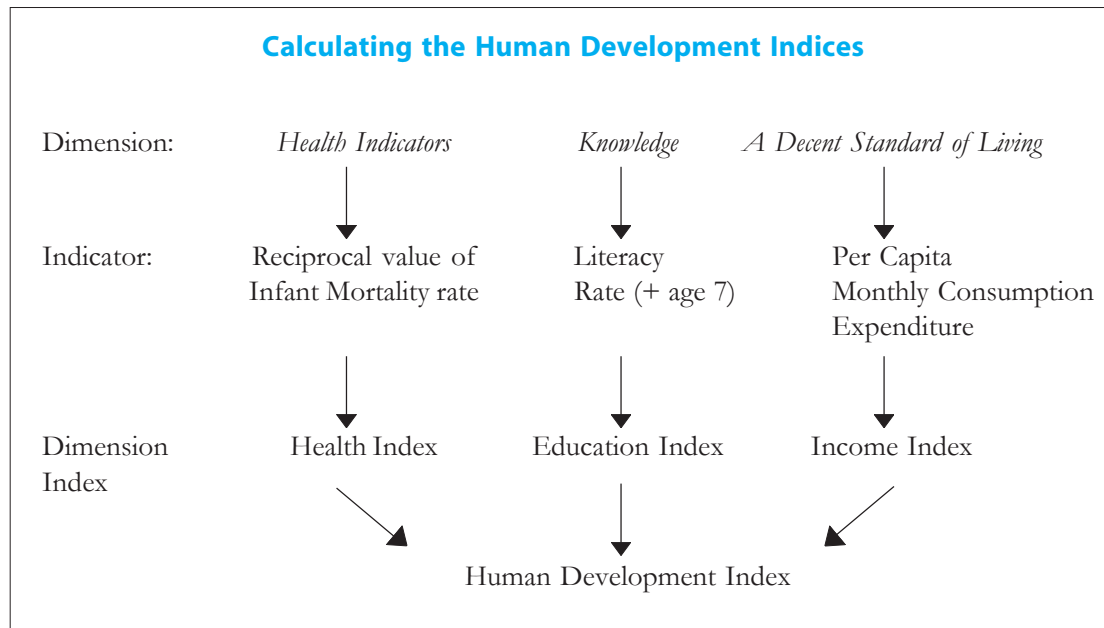 Calculating the Human Development Indices
Dimension: Health Indicators Knowledge A Decent Standard of Living
Indicator: Reciprocal value of Literacy Per Capita
Infant Mortality rate Rate (+ age 7) Monthly Consumption
Expenditure
Dimension Health Index Education Index Income Index
Index
Human Development Index